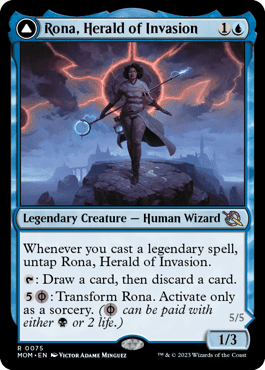 Rona, Herald of Invasion 1
Legendary Creature — Human Wizard
Whenever you cast a legendary spell,
untap Rona, Herald of Invasion.
: Draw a card, then discard a card.
5 : Transform Rona. Activate only
as a sorcery. ( can be paid with
either or 2 life.)
5/5
1/3
R 0075
MOM • EN Victor Adame Minguez
™ & © 2023 Wizards of the Coast